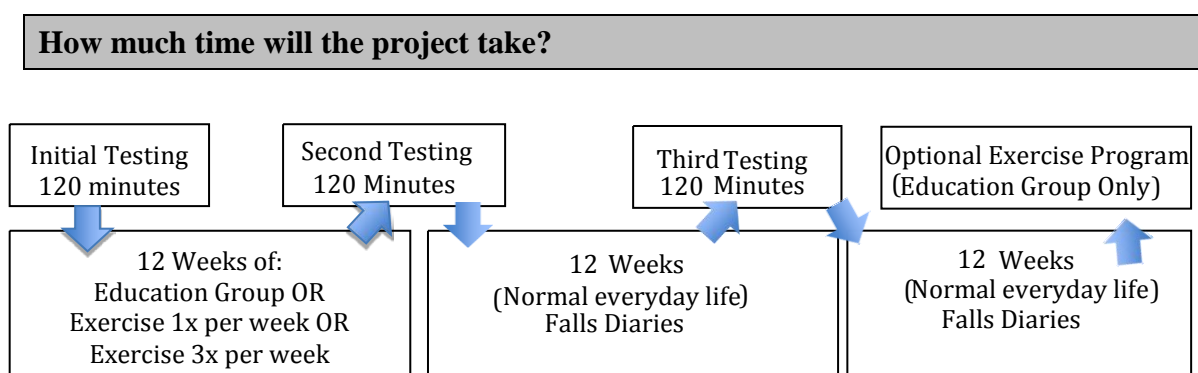 How much time will the project take?
Initial Testing
120 minutes
Second Testing
120 Minutes
Third Testing
120 Minutes
Optional Exercise Program
(Education Group Only)
12 Weeks of:
Education Group OR
Exercise 1x per week OR
Exercise 3x per week
12 Weeks
(Normal everyday life)
Falls Diaries
12 Weeks
(Normal everyday life)
Falls Diaries